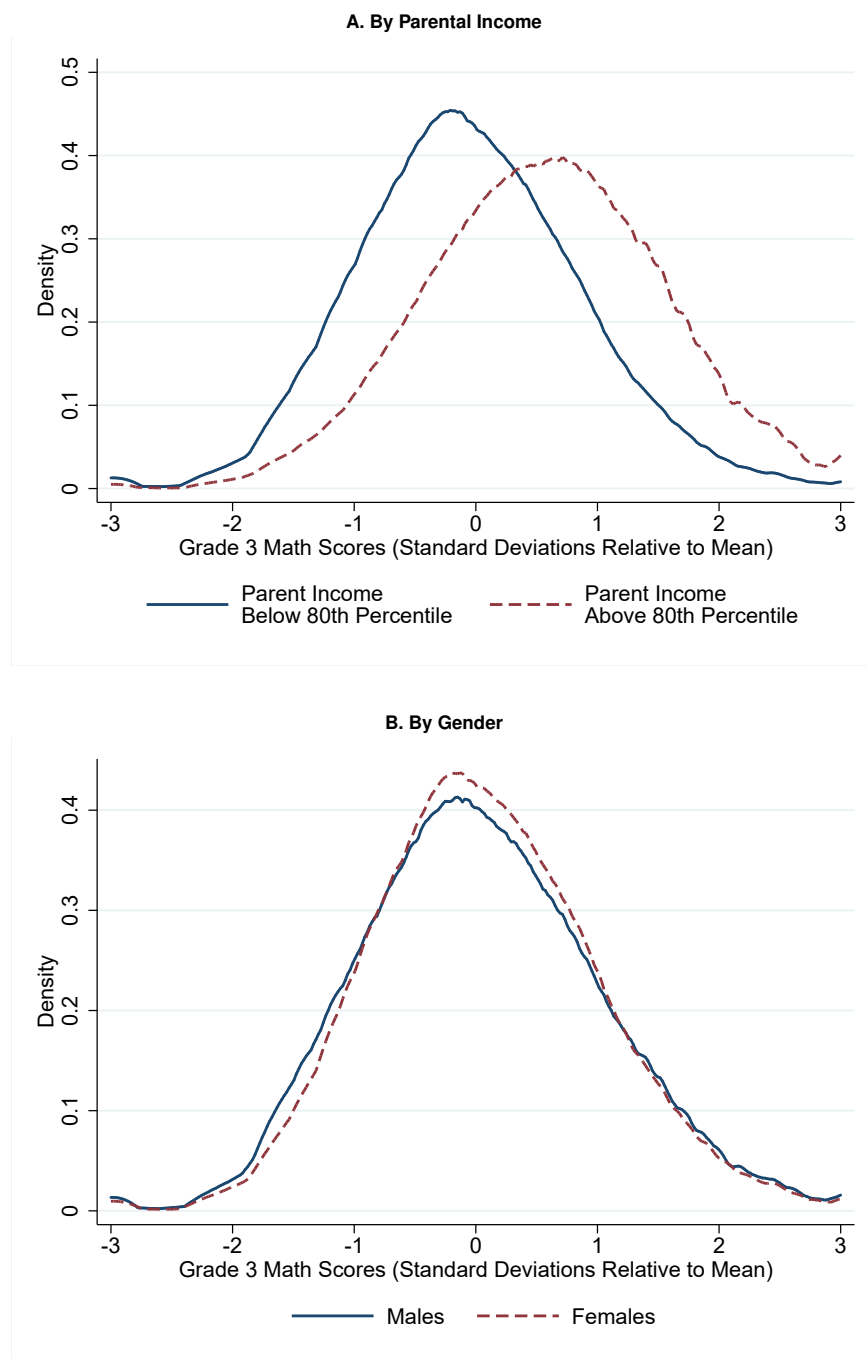 A. By Parental Income
0.5
0.4
0.3
0.2
0.1
0
Density
-3 -2 -1 0 1 2 3
Grade 3 Math Scores (Standard Deviations Relative to Mean)
Parent Income Parent Income
Below 80th Percentile Above 80th Percentile
B. By Gender
0.4
0.3
0.2
0.1
0
Density
-3 -2 -1 0 1 2 3
Grade 3 Math Scores (Standard Deviations Relative to Mean)
Males Females